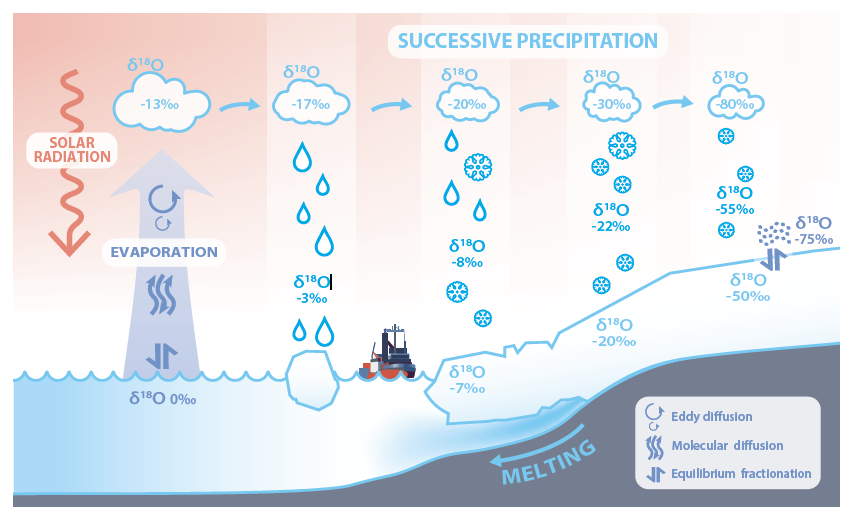 SUCCESSIVE PRECIPITATION
δ¹⁸O
-13‰
δ¹⁸O
-17‰
δ¹⁸O
-20‰
δ¹⁸O
-30‰
δ¹⁸O
-80‰
SOLAR
RADIATION
EVAPORATION
δ¹⁸O
-3‰
δ¹⁸O
-8‰
δ¹⁸O
-22‰
δ¹⁸O
-55‰
δ¹⁸O
-75‰
δ¹⁸O
-50‰
δ¹⁸O
-20‰
δ¹⁸O
-7‰
δ¹⁸O 0‰
MELTING
Eddy diffusion
Molecular diffusion
Equilibrium fractionation